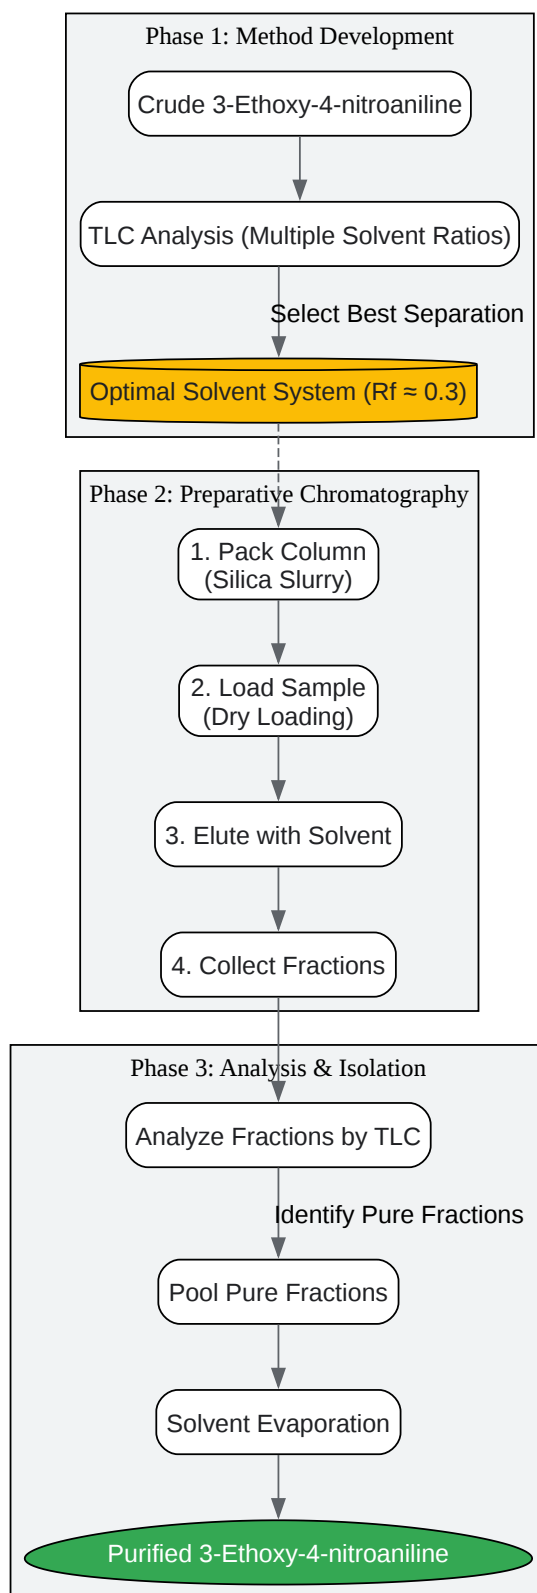 Phase 1: Method Development
Crude 3-Ethoxy-4-nitroaniline
TLC Analysis (Multiple Solvent Ratios)
Select Best Separation
Optimal Solvent System (Rf ≈ 0.3)
Phase 2: Preparative Chromatography
1. Pack Column
(Silica Slurry)
2. Load Sample
(Dry Loading)
3. Elute with Solvent
4. Collect Fractions
Phase 3: Analysis & Isolation
Analyze Fractions by TLC
Identify Pure Fractions
Pool Pure Fractions
Solvent Evaporation
Purified 3-Ethoxy-4-nitroaniline